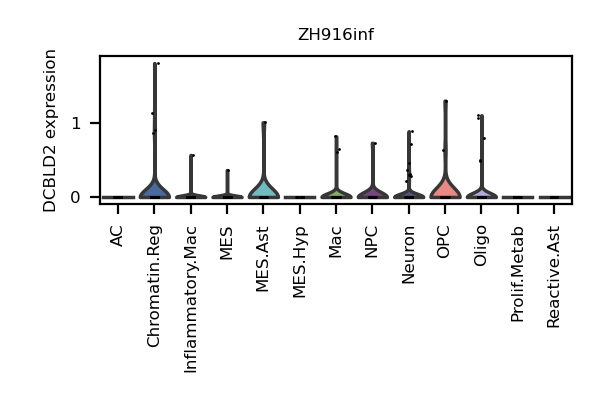 ZH916inf
DCBLD2 expression
1
0
AC
Chromatin.Reg
Inflammatory.Mac
MES
MES.Ast
MES.Hyp
Mac
NPC
Neuron
OPC
Oligo
Prolif.Metab
Reactive.Ast